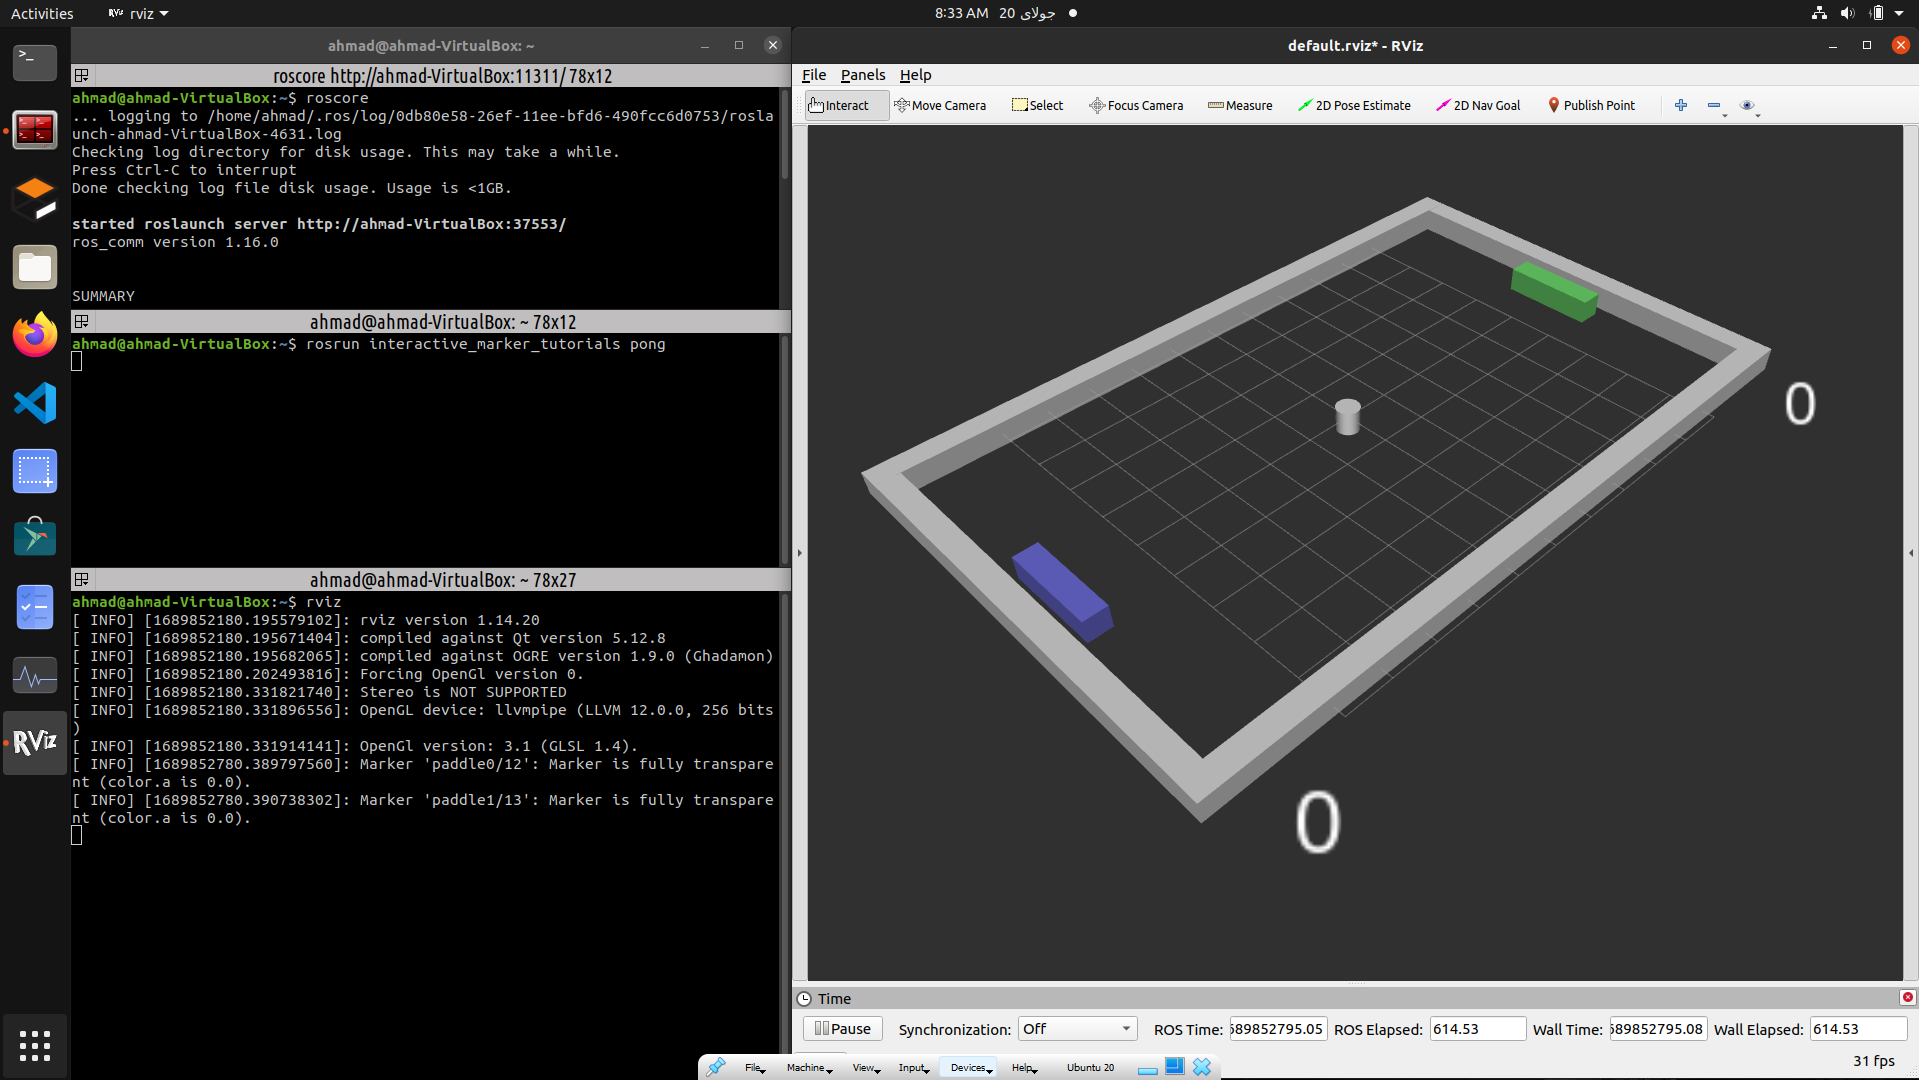 Activities
rviz
8:33 AM 20 جولای
ahmad@ahmad-VirtualBox: ~
roscore http://ahmad-VirtualBox:11311/ 78x12
ahmad@ahmad-VirtualBox:~$ roscore
... logging to /home/ahmad/.ros/log/0db80e58-26ef-11ee-bfd6-490fcc6d0753/rosla
unch-ahmad-VirtualBox-4631.log
Checking log directory for disk usage. This may take a while.
Press Ctrl-C to interrupt
Done checking log file disk usage. Usage is <1GB.
started roslaunch server http://ahmad-VirtualBox:37553/
ros_comm version 1.16.0
SUMMARY
ahmad@ahmad-VirtualBox: ~ 78x12
ahmad@ahmad-VirtualBox:~$ rosrun interactive_marker_tutorials pong
ahmad@ahmad-VirtualBox: ~ 78x27
ahmad@ahmad-VirtualBox:~$ rviz
[ INFO] [1689852180.195579102]: rviz version 1.14.20
[ INFO] [1689852180.195671404]: compiled against Qt version 5.12.8
[ INFO] [1689852180.195682065]: compiled against OGRE version 1.9.0 (Ghadamon)
[ INFO] [1689852180.202493816]: Forcing OpenGl version 0.
[ INFO] [1689852180.331821740]: Stereo is NOT SUPPORTED
[ INFO] [1689852180.331896556]: OpenGL device: llvmpipe (LLVM 12.0.0, 256 bits
)
[ INFO] [1689852180.331914141]: OpenGl version: 3.1 (GLSL 1.4).
[ INFO] [1689852780.389797560]: Marker 'paddle0/12': Marker is fully transpare
nt (color.a is 0.0).
[ INFO] [1689852780.390738302]: Marker 'paddle1/13': Marker is fully transpare
nt (color.a is 0.0).
RViz
default.rviz* - RViz
File Panels Help
Interact Move Camera Select Focus Camera Measure 2D Pose Estimate 2D Nav Goal Publish Point
0
0
Time
Pause Synchronization: Off ROS Time: 689852795.05 ROS Elapsed: 614.53 Wall Time: 689852795.08 Wall Elapsed: 614.53
31 fps
File Machine View Input Devices Help Ubuntu 20